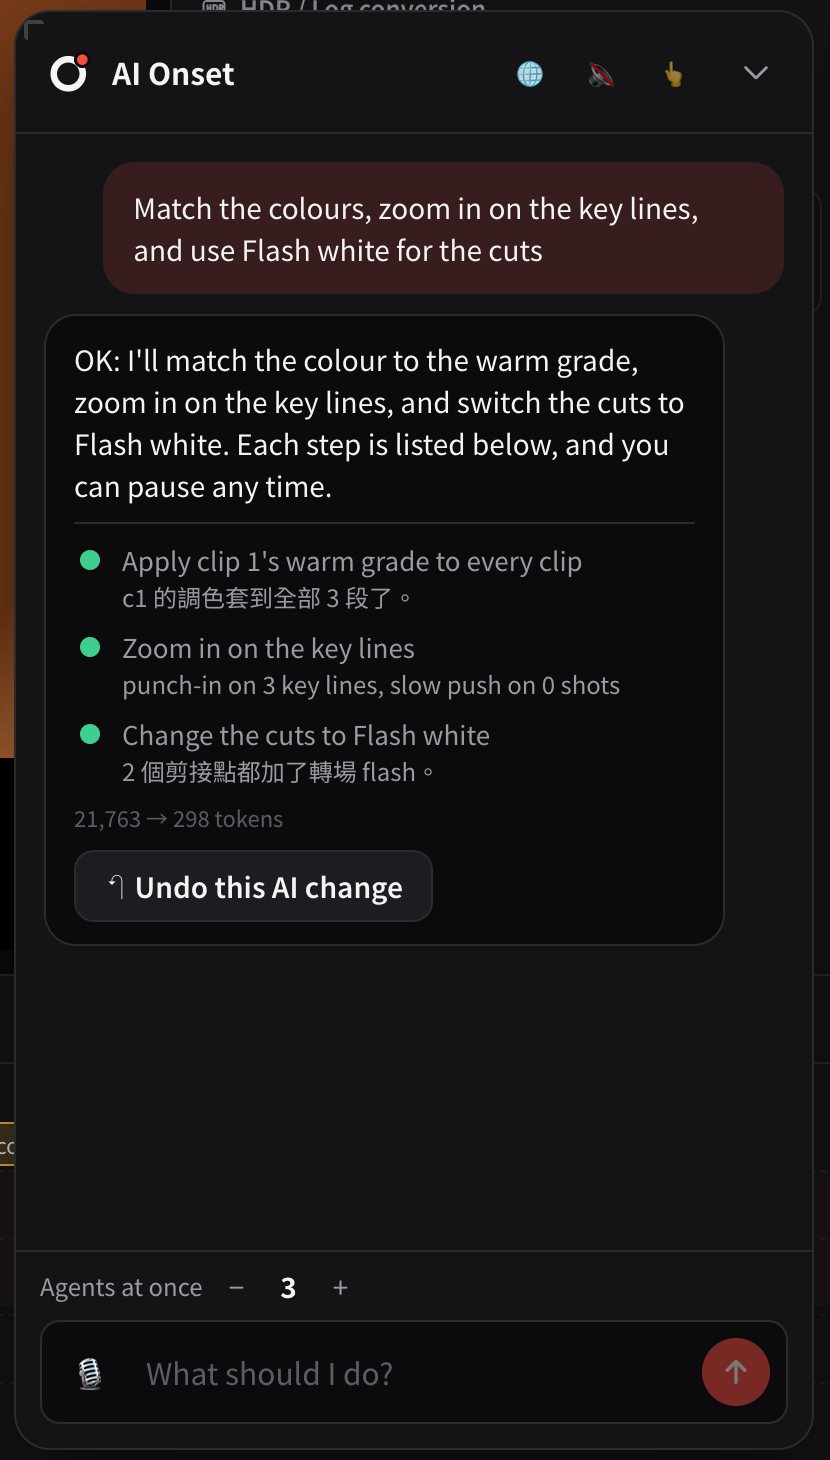 HDR / Log conversion
AI Onset
Match the colours, zoom in on the key lines,
and use Flash white for the cuts
OK: I'll match the colour to the warm grade,
zoom in on the key lines, and switch the cuts to
Flash white. Each step is listed below, and you
can pause any time.
Apply clip 1's warm grade to every clip
c1 的調色套到全部 3 段了。
Zoom in on the key lines
punch-in on 3 key lines, slow push on 0 shots
Change the cuts to Flash white
2 個剪接點都加了轉場 flash。
21,763 → 298 tokens
Undo this AI change
Agents at once − 3 +
What should I do?